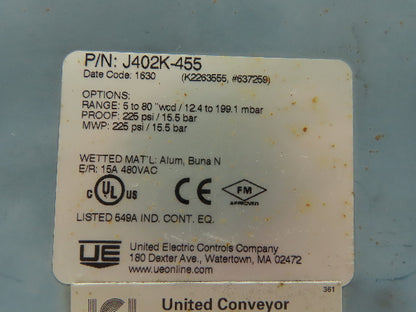 P/N: J402K-455
Date Code: 1630 (K2263555, #637259)
OPTIONS:
RANGE: 5 to 80 "wcd / 12.4 to 199.1 mbar
PROOF: 225 psi / 15.5 bar
MWP: 225 psi / 15.5 bar
WETTED MAT'L: Alum, Buna N
E/R: 15A 480VAC
C UL US CE FM
APPROVED
LISTED 549A IND. CONT. EQ.
UE United Electric Controls Company
180 Dexter Ave., Watertown, MA 02472
www.ueonline.com
361
United Conveyor